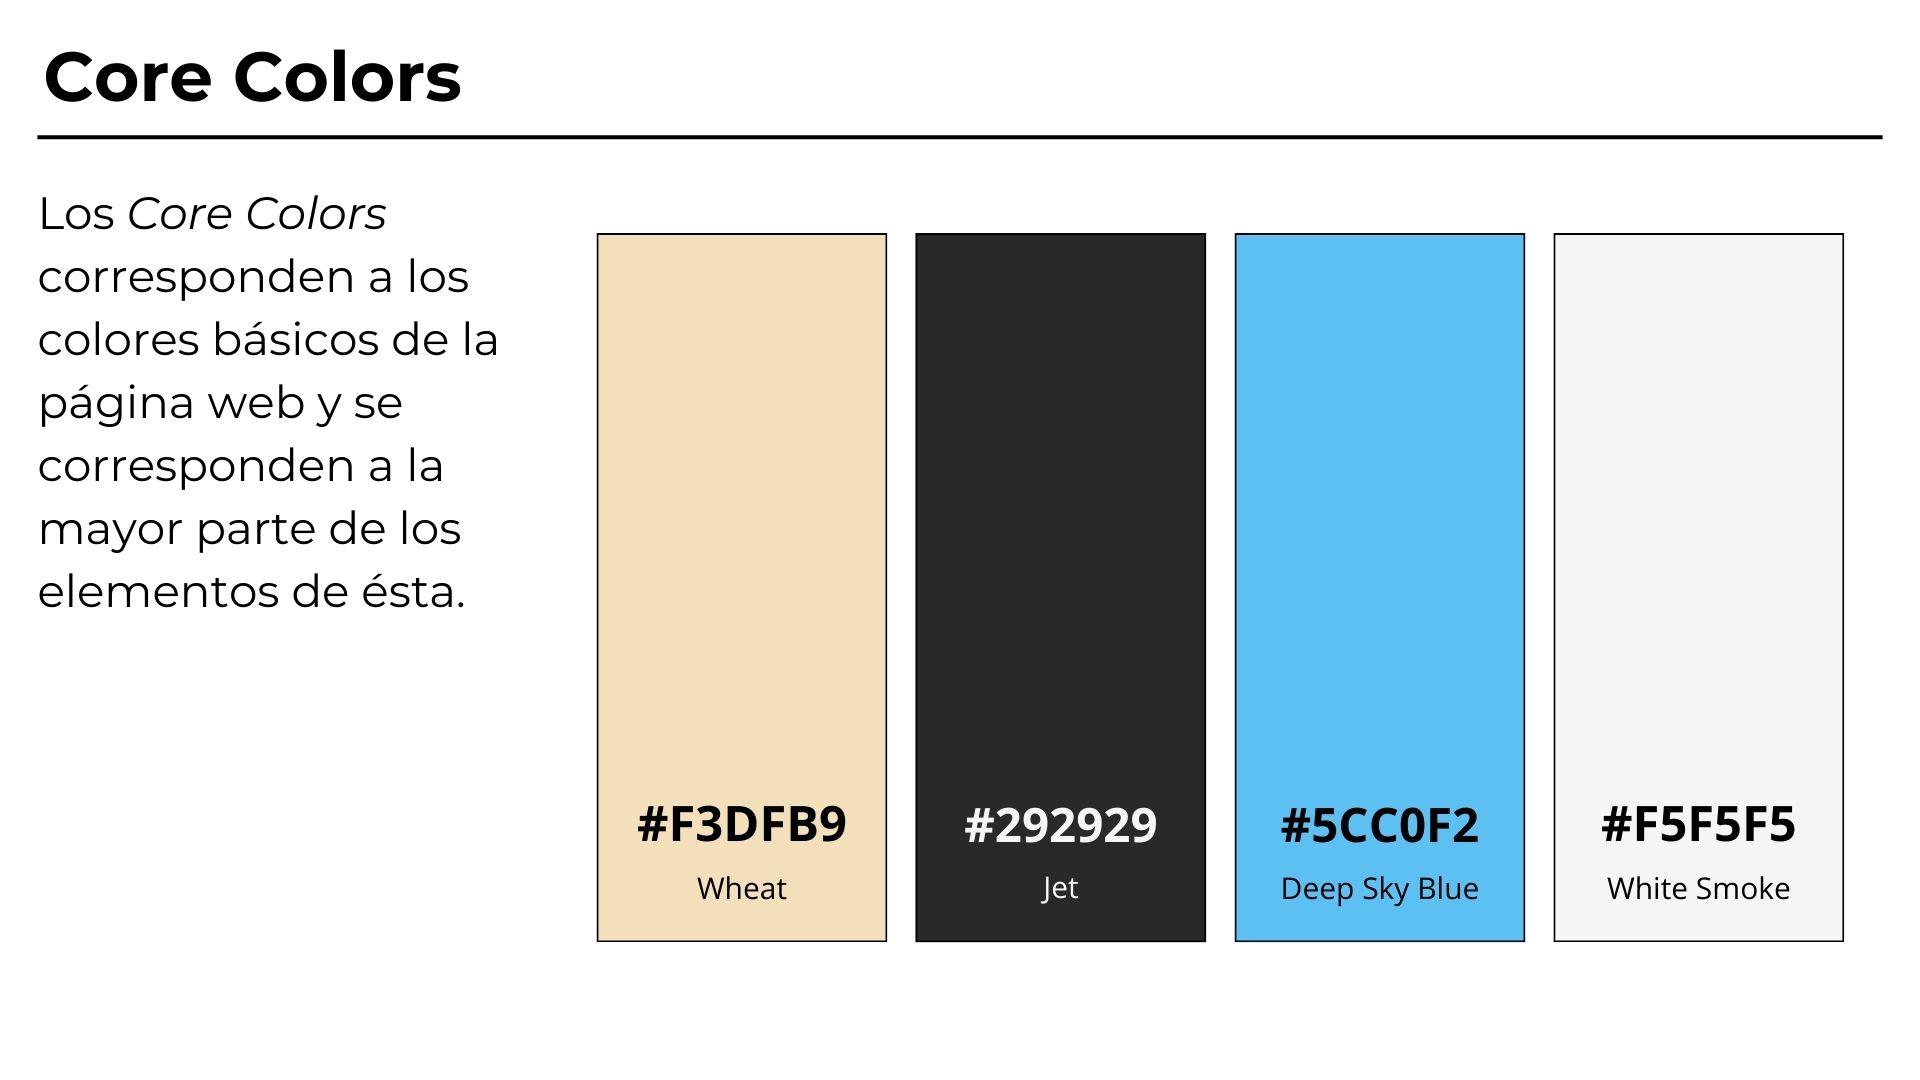 Core Colors
Los Core Colors
corresponden a los
colores básicos de la
página web y se
corresponden a la
mayor parte de los
elementos de ésta.
#F3DFB9
Wheat
#292929
Jet
#5CC0F2
Deep Sky Blue
#F5F5F5
White Smoke